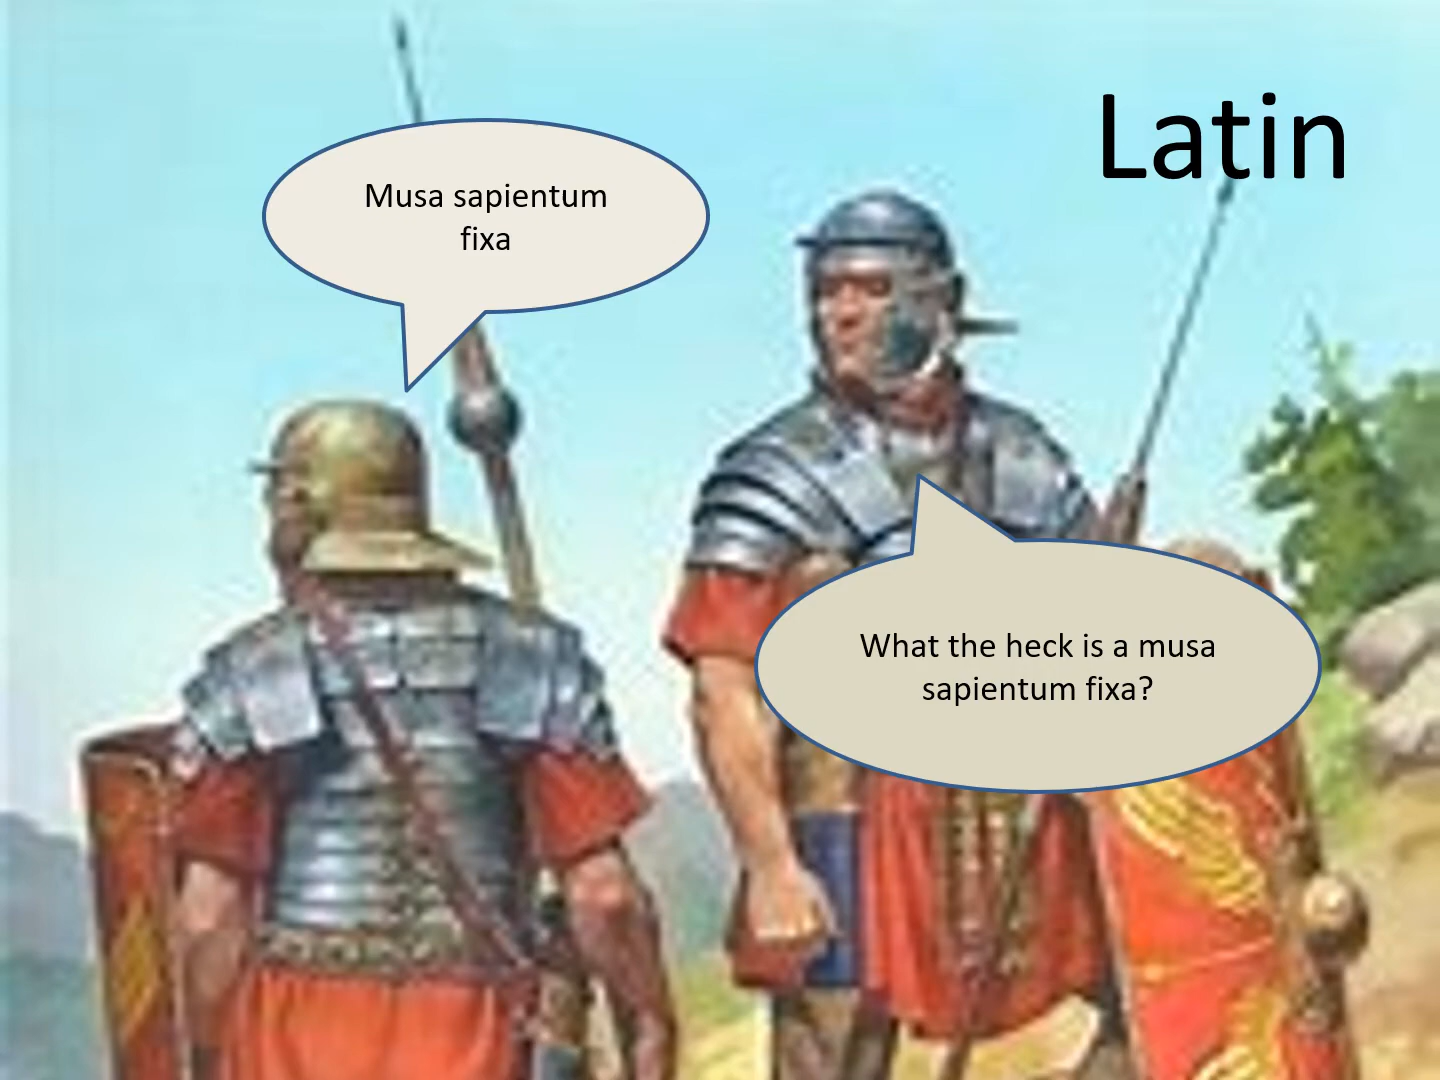 Latin
Musa sapientum
fixa
What the heck is a musa
sapientum fixa?